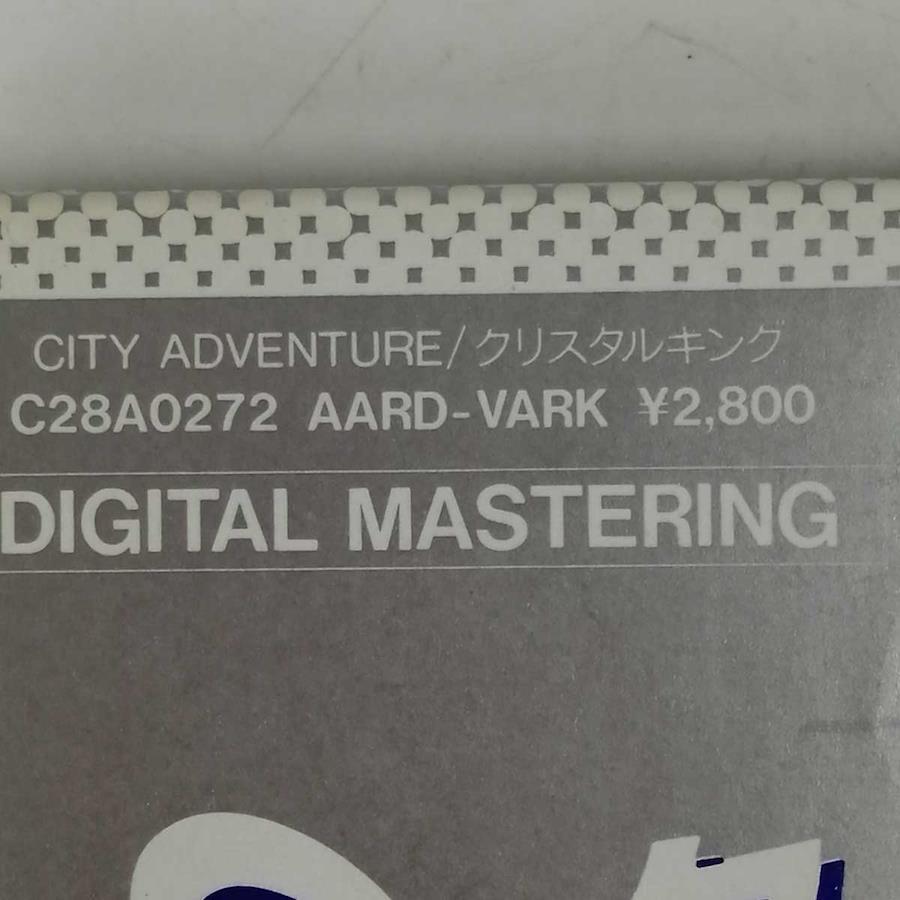 CITY ADVENTURE/クリスタルキング
C28A0272 AARD-VARK ¥2,800
DIGITAL MASTERING